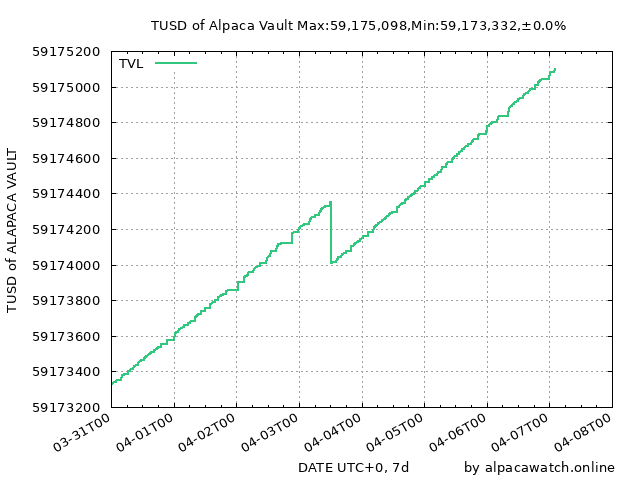 TUSD of Alpaca Vault Max:59,175,098,Min:59,173,332,±0.0%
TVL
TUSD of ALAPACA VAULT
59175200
59175000
59174800
59174600
59174400
59174200
59174000
59173800
59173600
59173400
59173200
03-31T00
04-01T00
04-02T00
04-03T00
04-04T00
04-05T00
04-06T00
04-07T00
04-08T00
DATE UTC+0, 7d
by alpacawatch.online